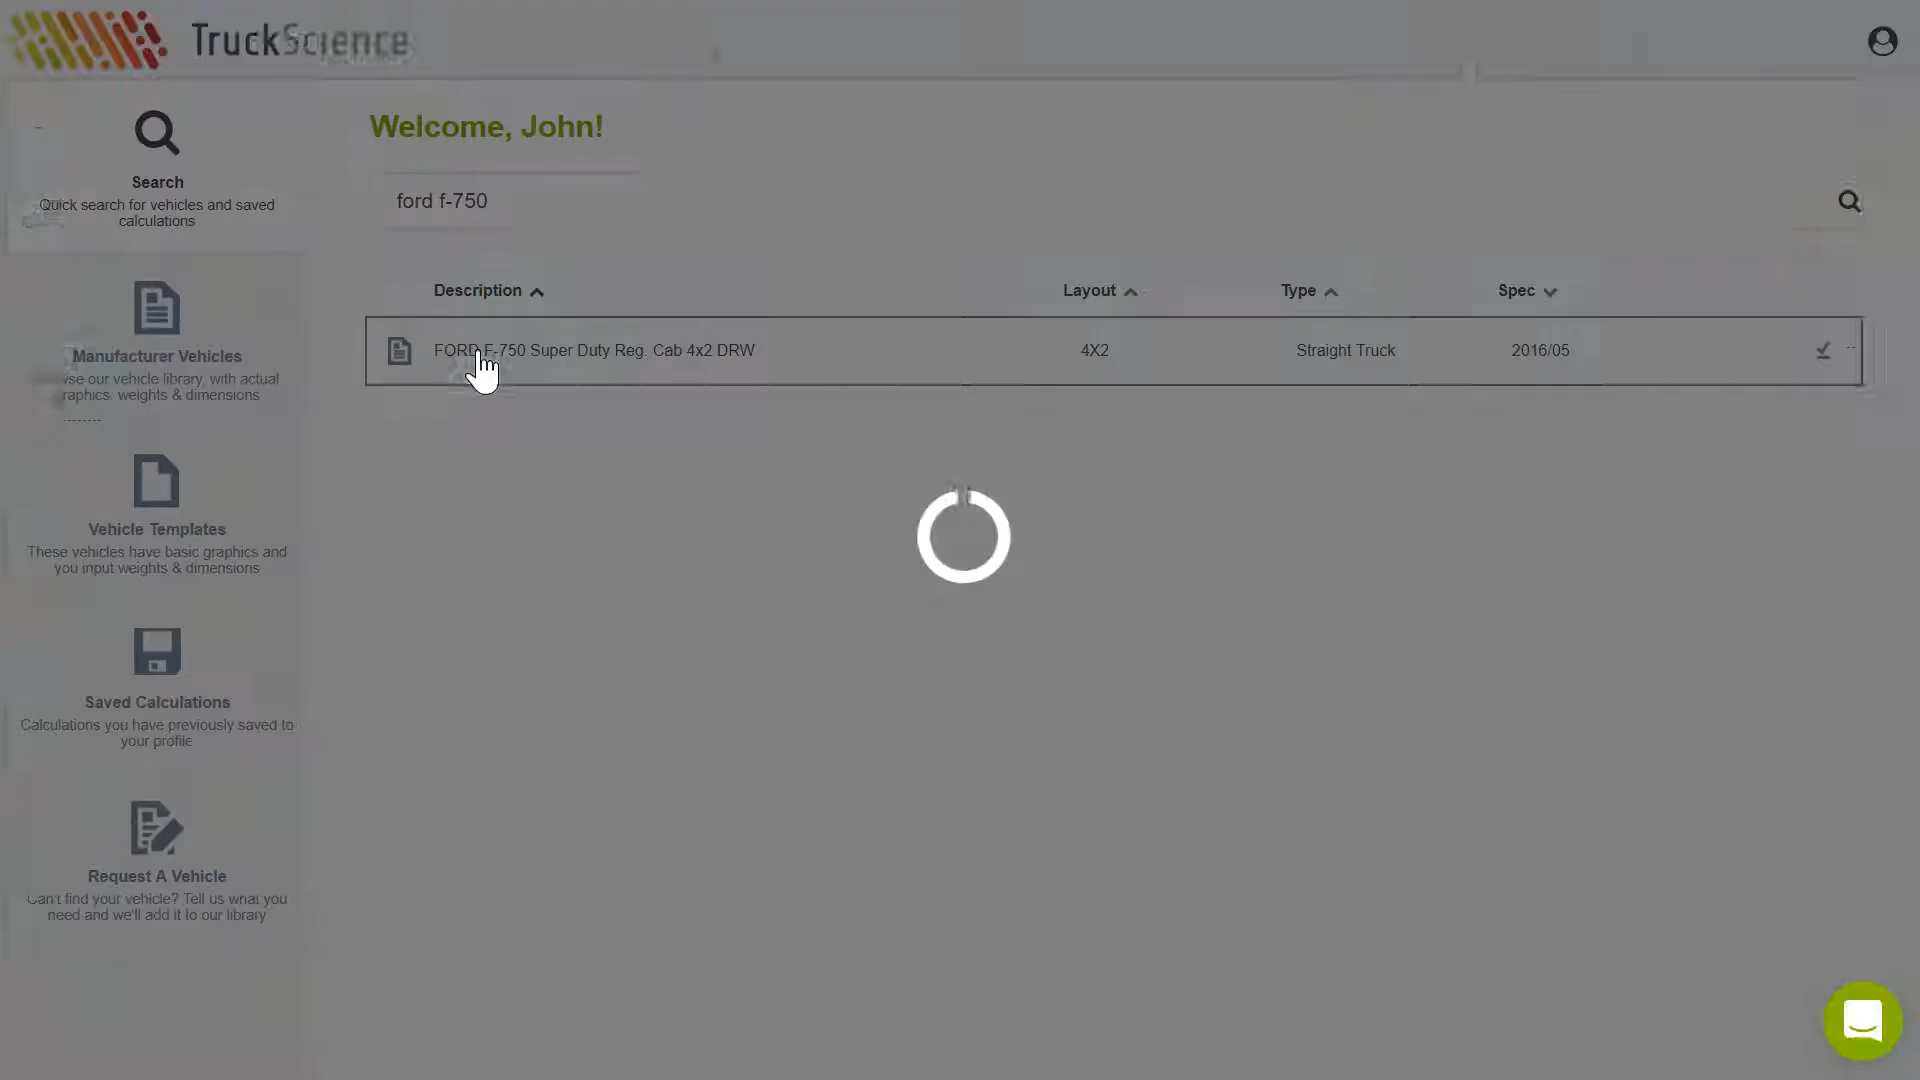 TruckScience
Welcome, John!
Search
Quick search for vehicles and saved
calculations
ford f-750
Description
Layout
Type
Spec
FORD F-750 Super Duty Reg. Cab 4x2 DRW
4X2
Straight Truck
2016/05
Manufacturer Vehicles
our vehicle library, with actual
weights & dimensions
Vehicle Templates
These vehicles have basic graphics and
you input weights & dimensions
Saved Calculations
Calculations you have previously saved to
your profile
Request A Vehicle
Can't find your vehicle? Tell us what you
need and we'll add it to our library